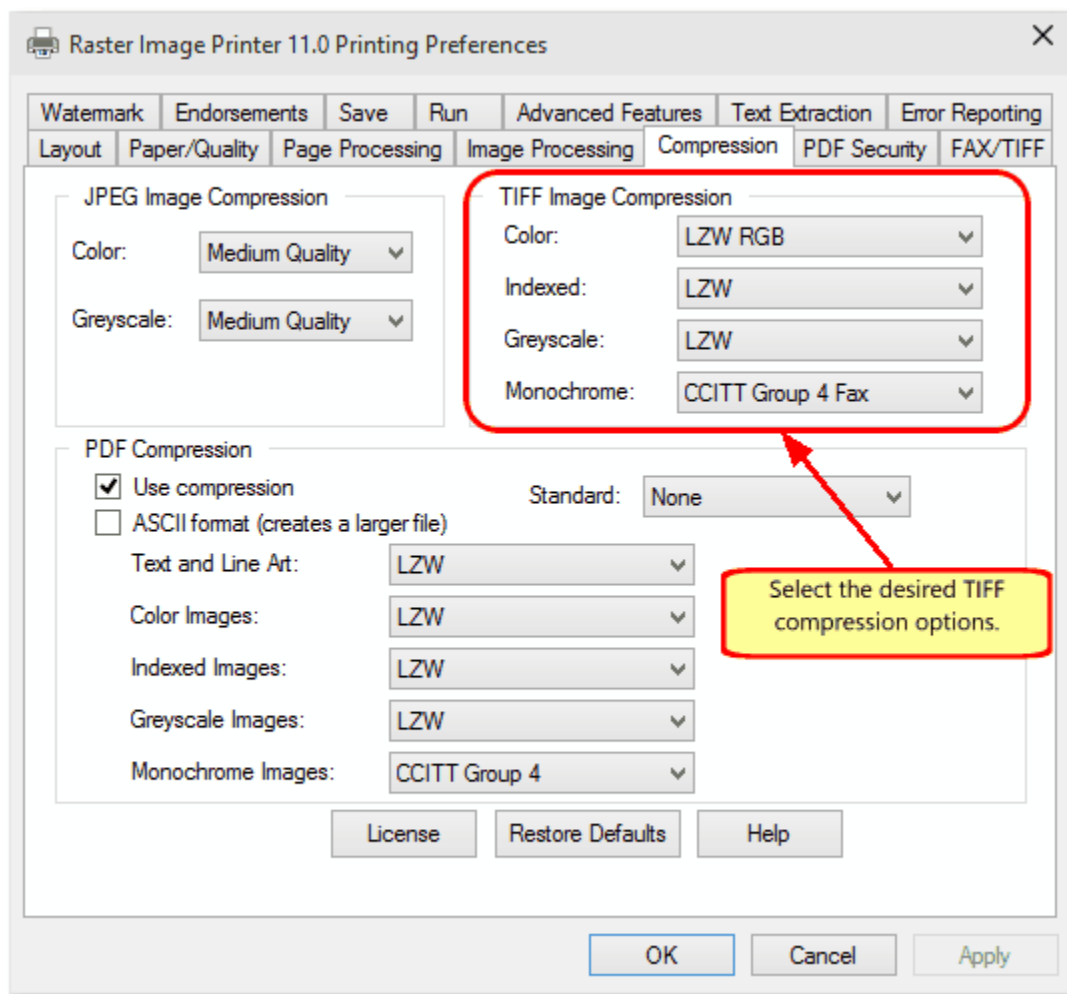 Raster Image Printer 11.0 Printing Preferences
Watermark Endorsements Save Run Advanced Features Text Extraction Error Reporting
Layout Paper/Quality Page Processing Image Processing Compression PDF Security FAX/TIFF
JPEG Image Compression
Color: Medium Quality
Greyscale: Medium Quality
TIFF Image Compression
Color: LZW RGB
Indexed: LZW
Greyscale: LZW
Monochrome: CCITT Group 4 Fax
PDF Compression
Use compression
Standard: None
ASCII format (creates a larger file)
Text and Line Art: LZW
Color Images: LZW
Indexed Images: LZW
Greyscale Images: LZW
Monochrome Images: CCITT Group 4
Select the desired TIFF
compression options.
License Restore Defaults Help
OK Cancel Apply